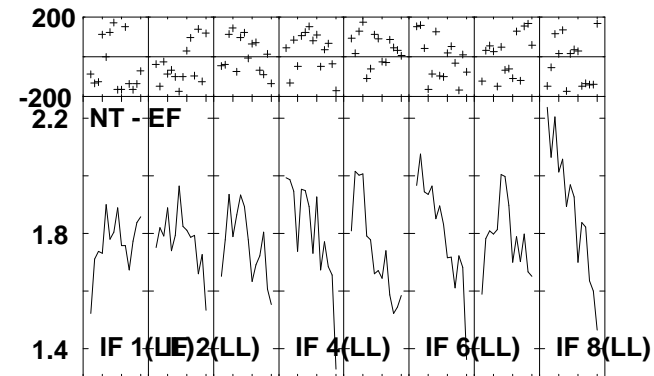 200
-200
2.2
NT - EF
1.8
1.4
IF 1(LL)
IF 2(LL)
IF 4(LL)
IF 6(LL)
IF 8(LL)